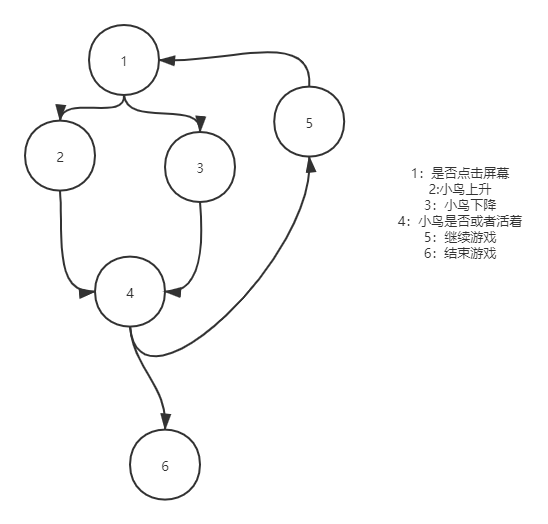 1
2
3
5
4
6
1：是否点击屏幕
2:小鸟上升
3：小鸟下降
4：小鸟是否或者活着
5：继续游戏
6：结束游戏